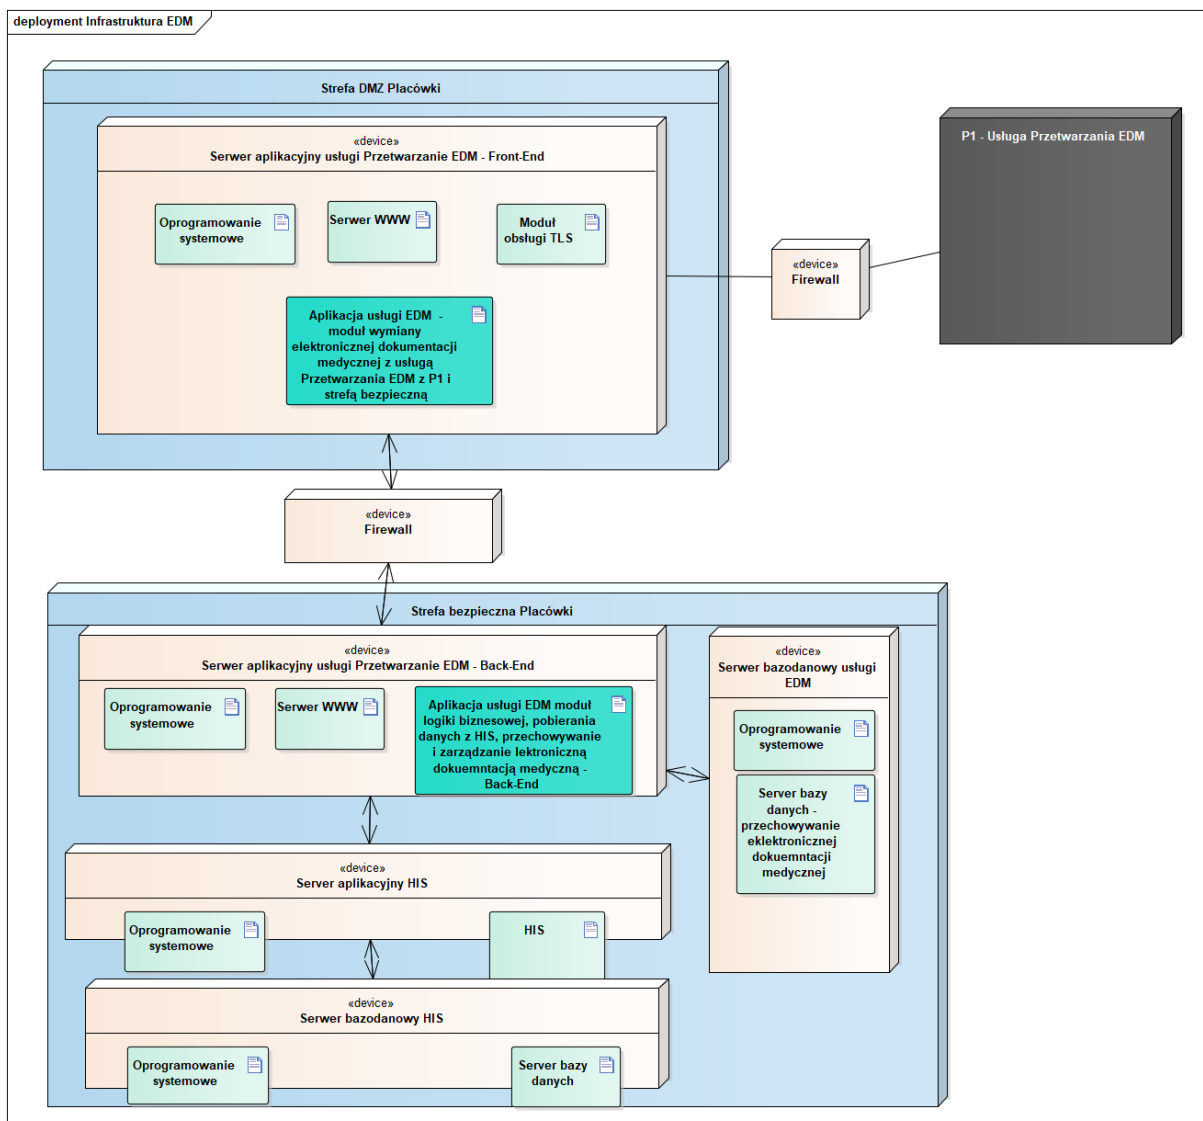 deployment Infrastruktura EDM
Strefa DMZ Placówki
«device»
Serwer aplikacyjny usługi Przetwarzanie EDM - Front-End
Oprogramowanie
systemowe
Serwer WWW
Moduł
obsługi TLS
Aplikacja usługi EDM -
moduł wymiany
elektronicznej dokumentacji
medycznej z usługą
Przetwarzania EDM z P1 i
strefą bezpieczną
«device»
Firewall
P1 - Usługa Przetwarzania EDM
«device»
Firewall
Strefa bezpieczna Placówki
«device»
Serwer aplikacyjny usługi Przetwarzanie EDM - Back-End
Oprogramowanie
systemowe
Serwer WWW
Aplikacja usługi EDM moduł
logiki biznesowej, pobierania
danych z HIS, przechowywanie
i zarządzanie lektroniczną
dokuemntacją medyczną -
Back-End
«device»
Serwer bazodanowy usługi
EDM
Oprogramowanie
systemowe
Server bazy
danych -
przechowywanie
eklektronicznej
dokuemntacji
medycznej
«device»
Server aplikacyjny HIS
Oprogramowanie
systemowe
HIS
«device»
Serwer bazodanowy HIS
Oprogramowanie
systemowe
Server bazy
danych